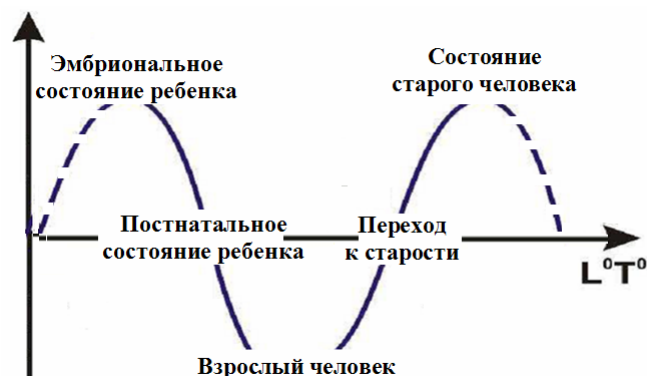 Эмбриональное
состояние ребенка
Состояние
старого человека
Постнатальное
состояние ребенка
Переход
к старости
L⁰T⁰
Взрослый человек